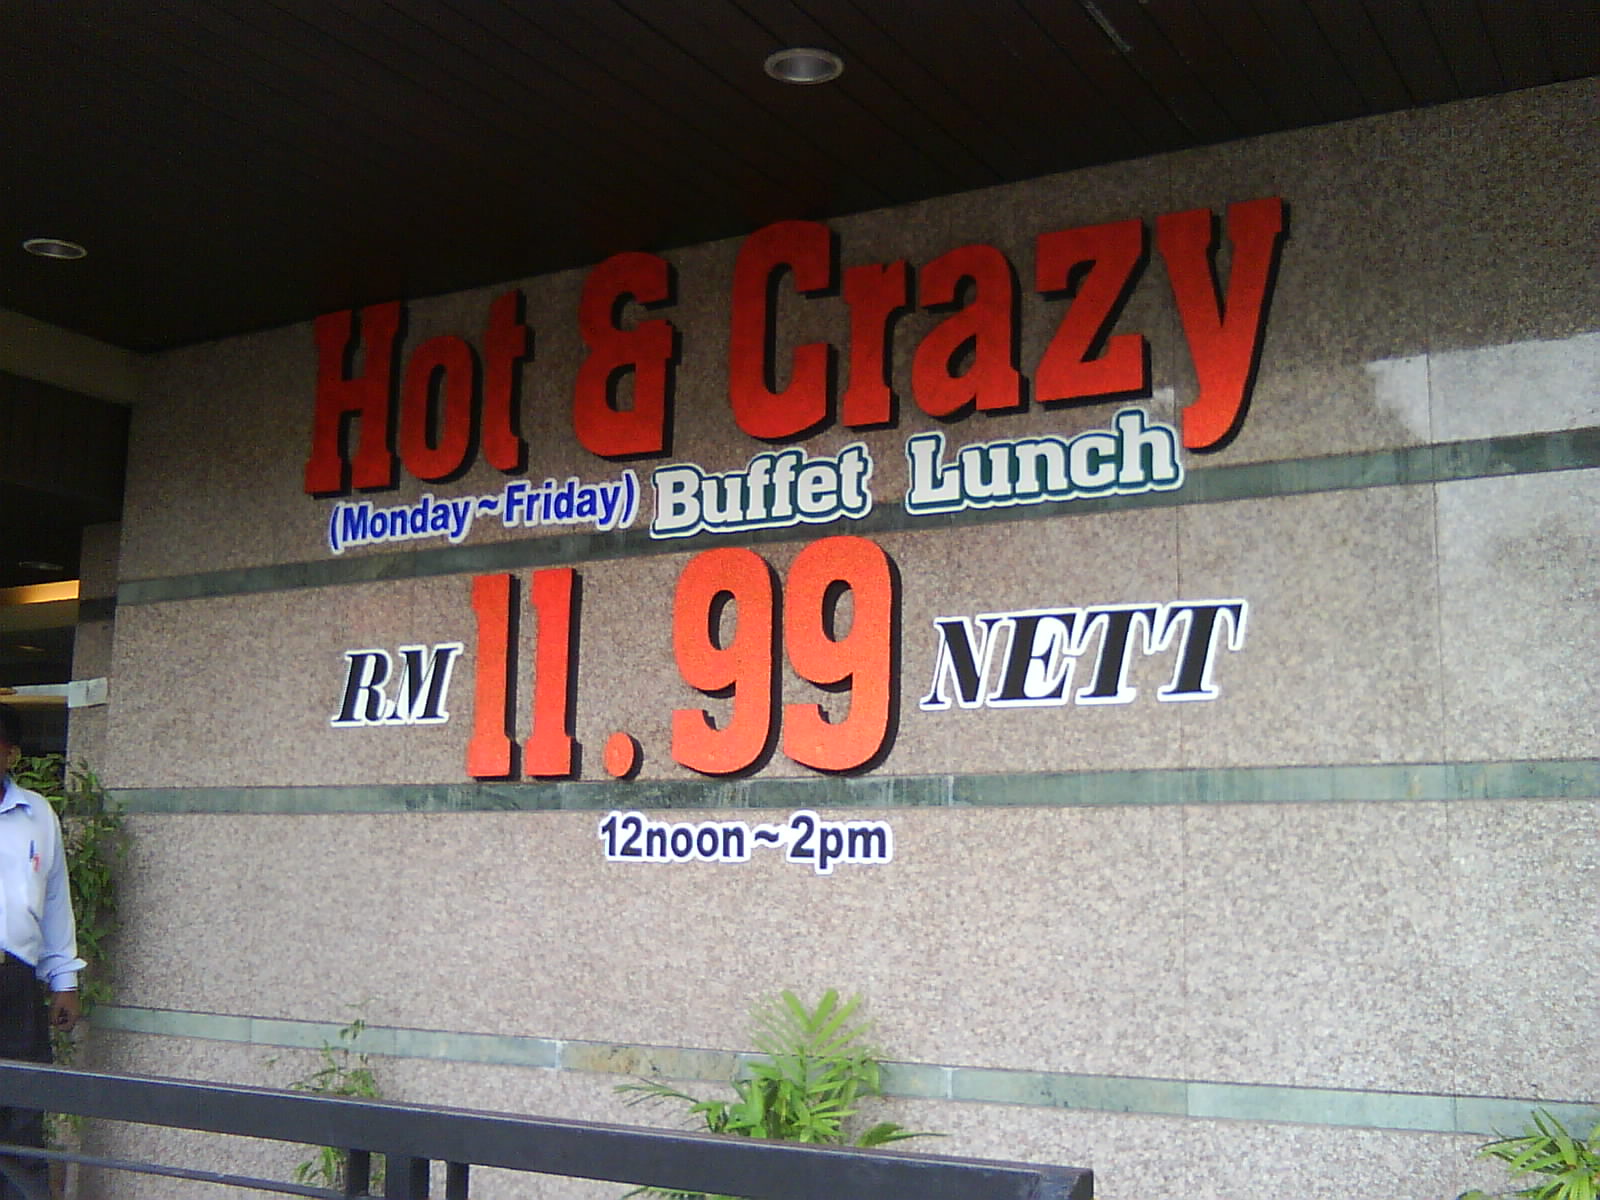 Hot & Crazy
(Monday~Friday) Buffet Lunch
RM 11.99 NETT
12noon~2pm